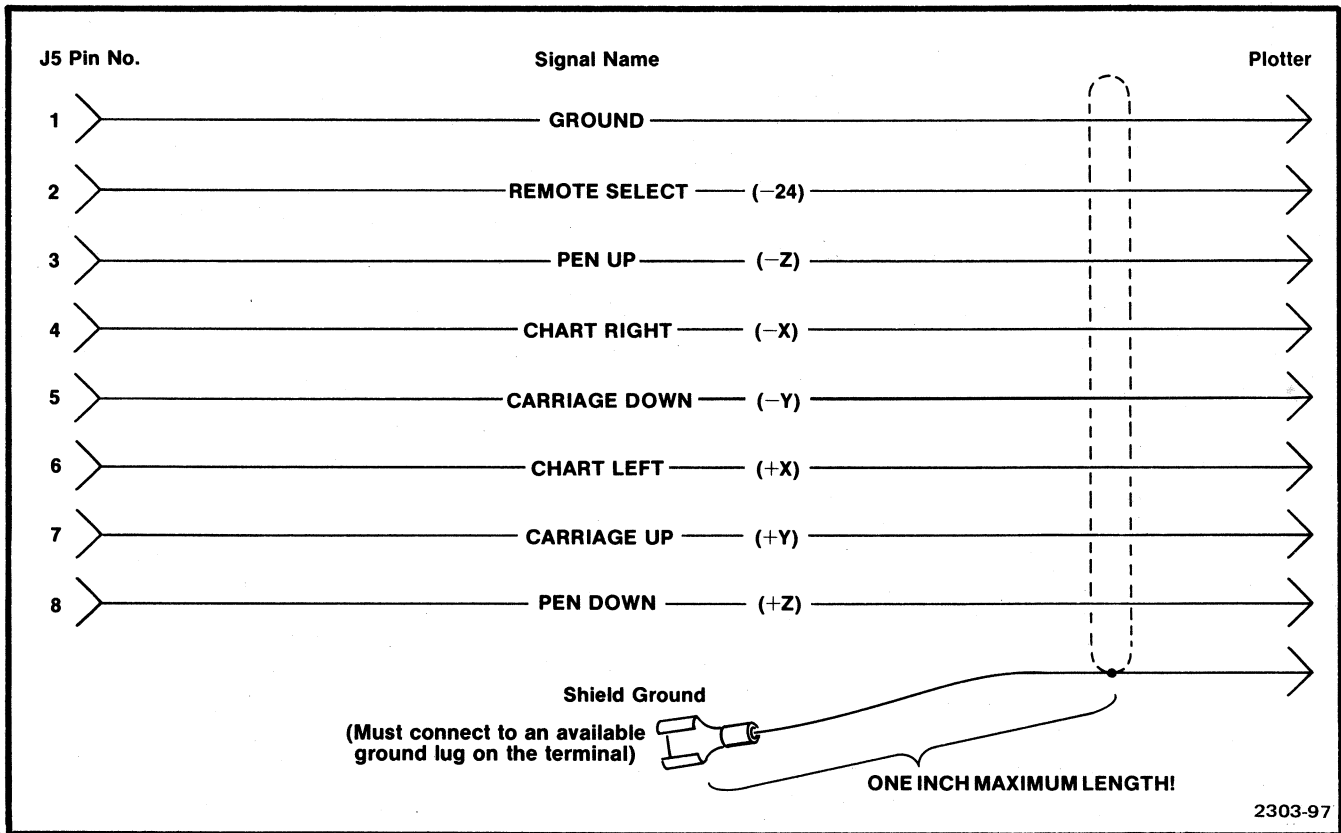 J5 Pin No. Signal Name Plotter
1 GROUND
2 REMOTE SELECT (−24)
3 PEN UP (−Z)
4 CHART RIGHT (−X)
5 CARRIAGE DOWN (−Y)
6 CHART LEFT (+X)
7 CARRIAGE UP (+Y)
8 PEN DOWN (+Z)
Shield Ground
(Must connect to an available
ground lug on the terminal)
ONE INCH MAXIMUM LENGTH!
2303-97